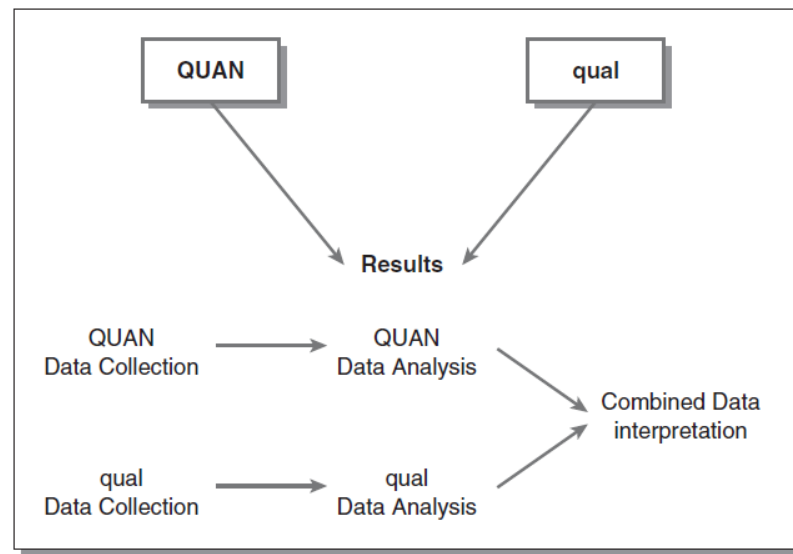 QUAN
qual
Results
QUAN
Data Collection
QUAN
Data Analysis
Combined Data
interpretation
qual
Data Collection
qual
Data Analysis